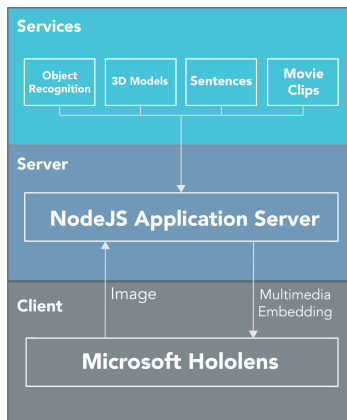 Services
Object
Recognition
3D Models
Sentences
Movie
Clips
Server
NodeJS Application Server
Image
Multimedia
Embedding
Client
Microsoft Hololens